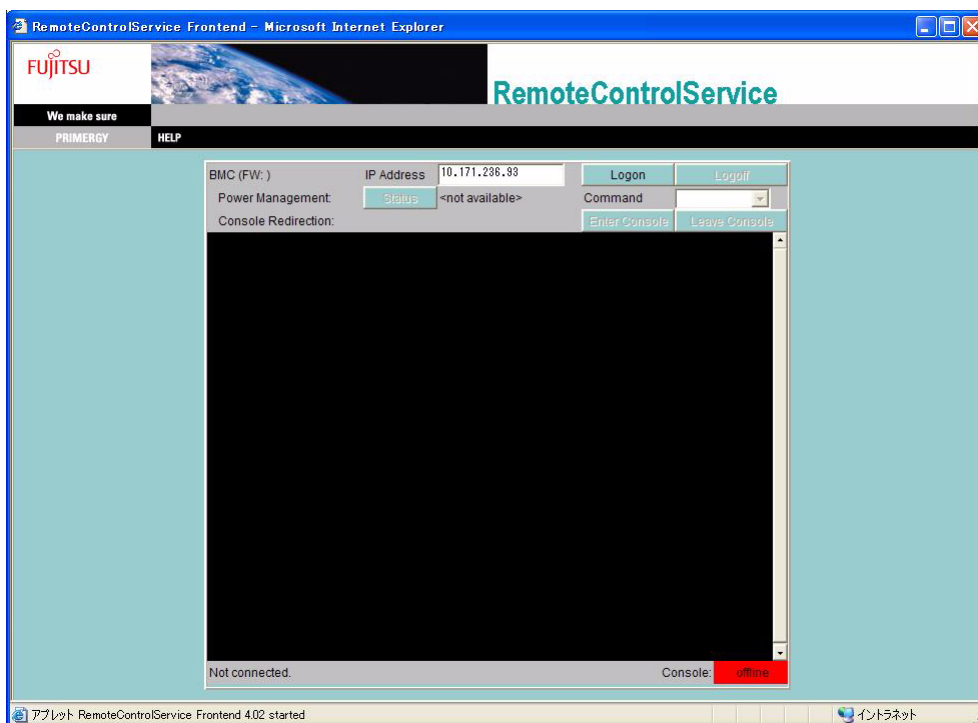 RemoteControlService Frontend - Microsoft Internet Explorer
FUJITSU
RemoteControlService
We make sure
PRIMERGY
HELP
BMC (FW: )
IP Address
10.171.236.93
Logon
Logoff
Power Management:
Status
<not available>
Command
Console Redirection:
Enter Console
Leave Console
Not connected.
Console:
offline
アプレット RemoteControlService Frontend 4.02 started
イントラネット